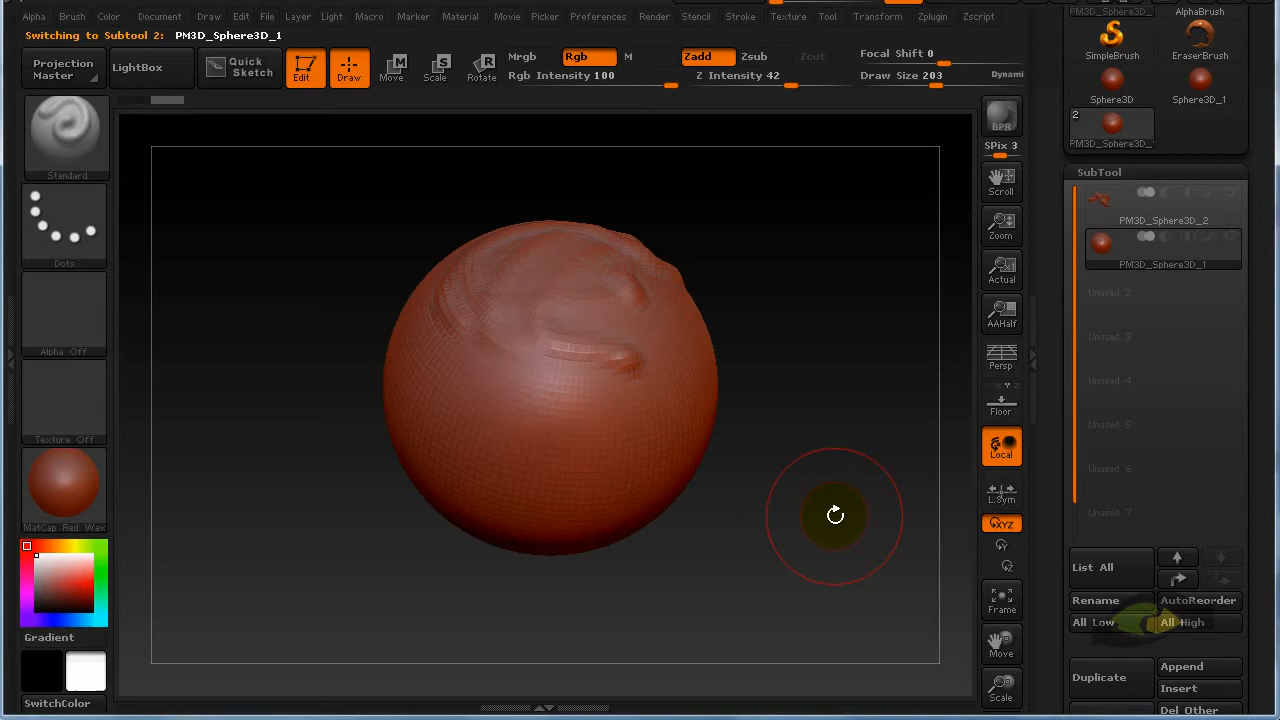 PM3D_Sphere3D_1
AlphaBrush
Alpha Brush Color Document Draw Edit File Layer Light Macro Marker Material Movie Picker Preferences Render Stencil Stroke Texture Tool Transform Zplugin Zscript
Switching to Subtool 2: PM3D_Sphere3D_1
Projection Master
LightBox
Quick Sketch
Edit
Draw
Move
Scale
Rotate
Mrgb Rgb M
Rgb Intensity 100
Zadd Zsub Zcut
Z Intensity 42
Focal Shift 0
Draw Size 203
Dynami
SimpleBrush
EraserBrush
Sphere3D
Sphere3D_1
2
PM3D_Sphere3D_
Standard
Dots
Alpha Off
Texture Off
MatCap Red Wax
Gradient
SwitchColor
BPR
SPix 3
Scroll
Zoom
Actual
AAHalf
Persp
Floor
Local
L.Sym
XYZ
Frame
Move
Scale
SubTool
PM3D_Sphere3D_2
PM3D_Sphere3D_1
Unused 2
Unused 3
Unused 4
Unused 5
Unused 6
Unused 7
List All
Rename
AutoReorder
All Low
All High
Duplicate
Append
Insert
Del Other